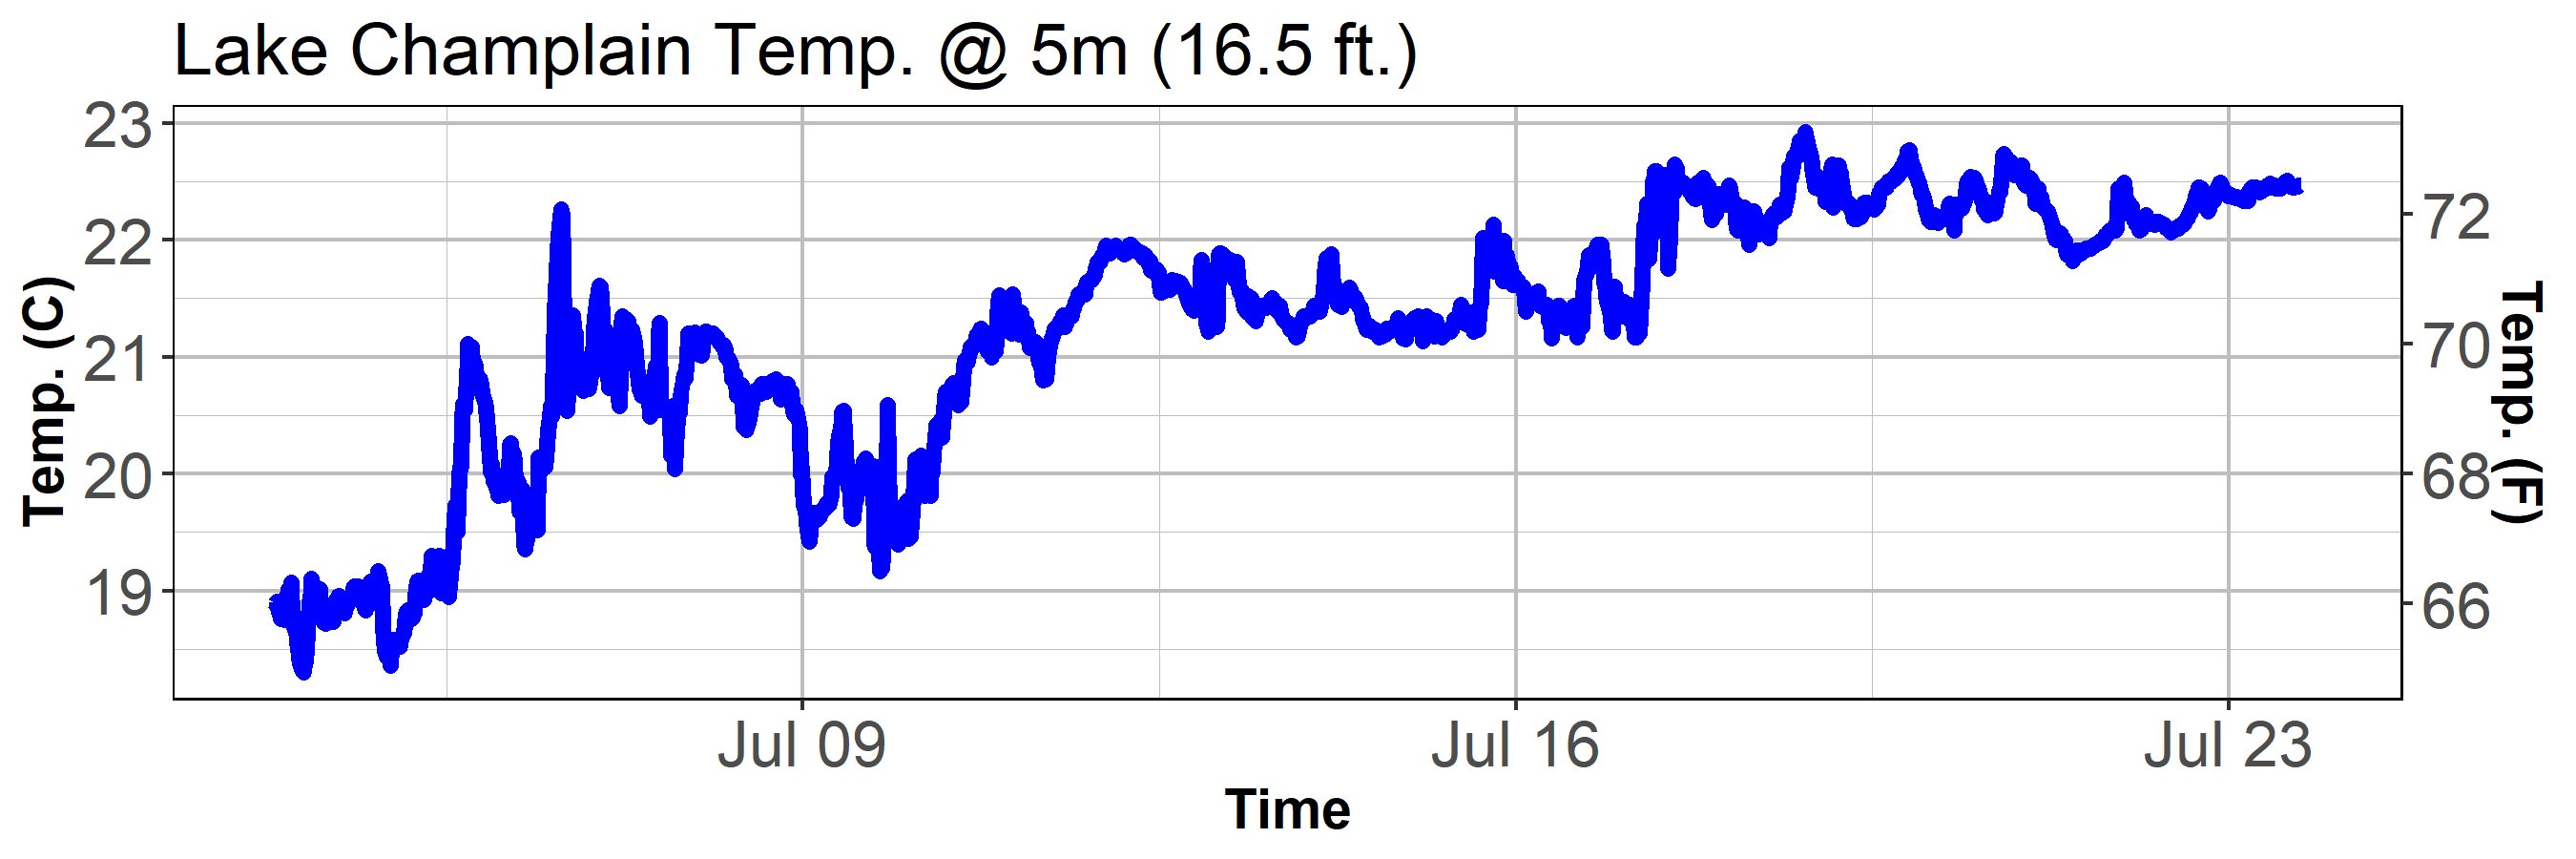 Lake Champlain Temp. @ 5m (16.5 ft.)
Temp. (C)
23
22
21
20
19
72
70
68
66
Temp. (F)
Jul 09
Jul 16
Jul 23
Time